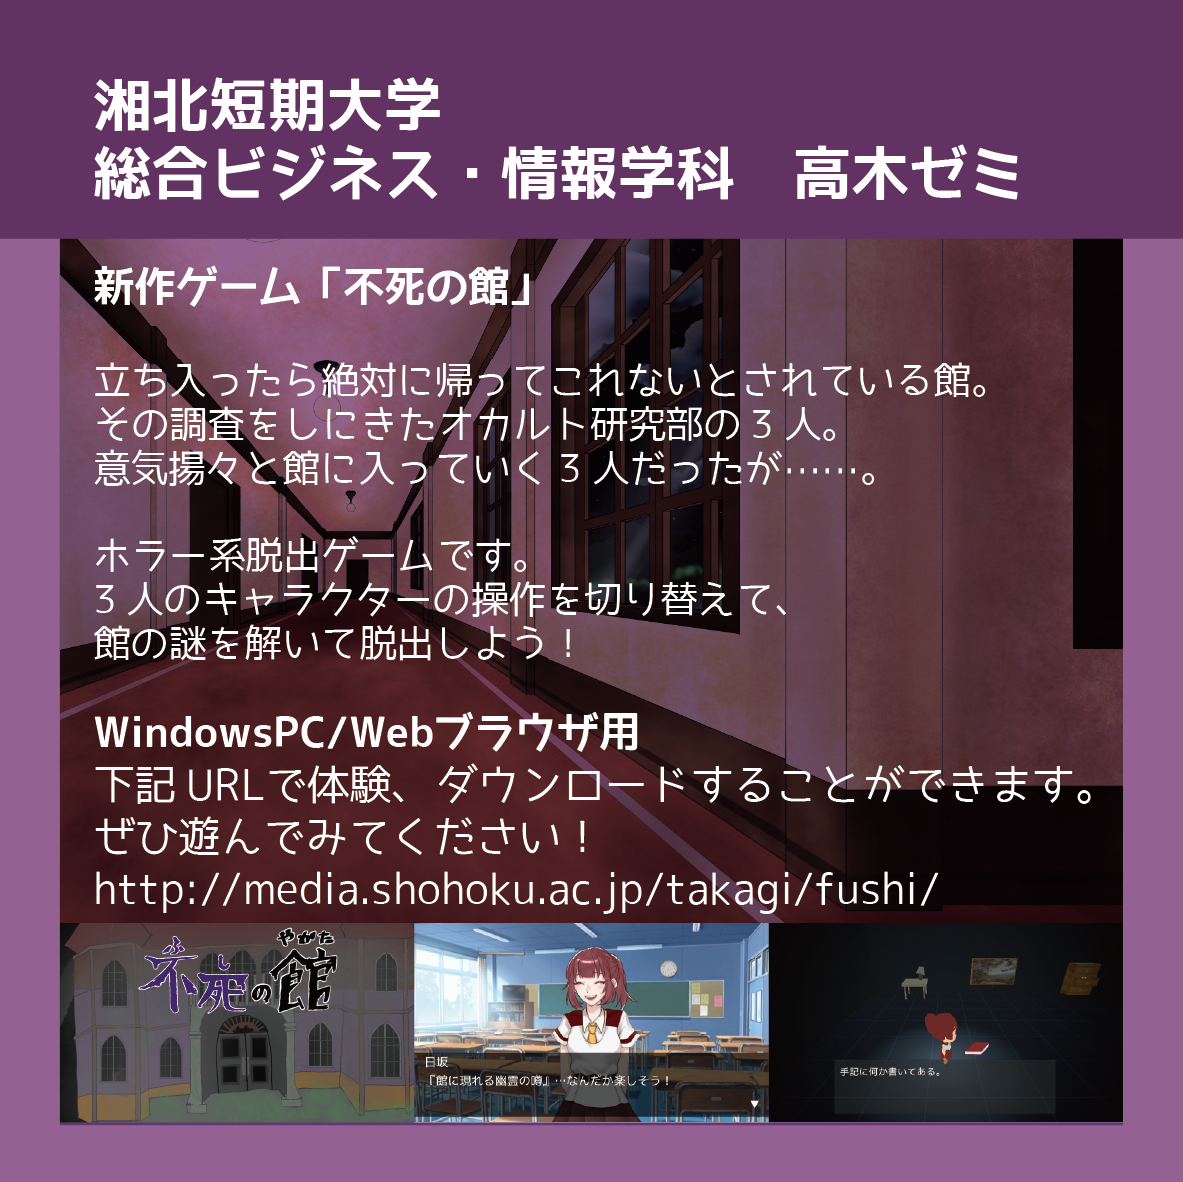 湘北短期大学
総合ビジネス・情報学科　高木ゼミ
新作ゲーム「不死の館」
立ち入ったら絶対に帰ってこれないとされている館。
その調査をしにきたオカルト研究部の 3 人。
意気揚々と館に入っていく 3 人だったが……。
ホラー系脱出ゲームです。
3 人のキャラクターの操作を切り替えて、
館の謎を解いて脱出しよう！
WindowsPC/Webブラウザ用
下記 URLで体験、ダウンロードすることができます。
ぜひ遊んでみてください！
http://media.shohoku.ac.jp/takagi/fushi/
やかた
ふし
不死の館
日坂
『館に現れる幽霊の噂』…なんだか楽しそう！
▼
手記に何か書いてある。